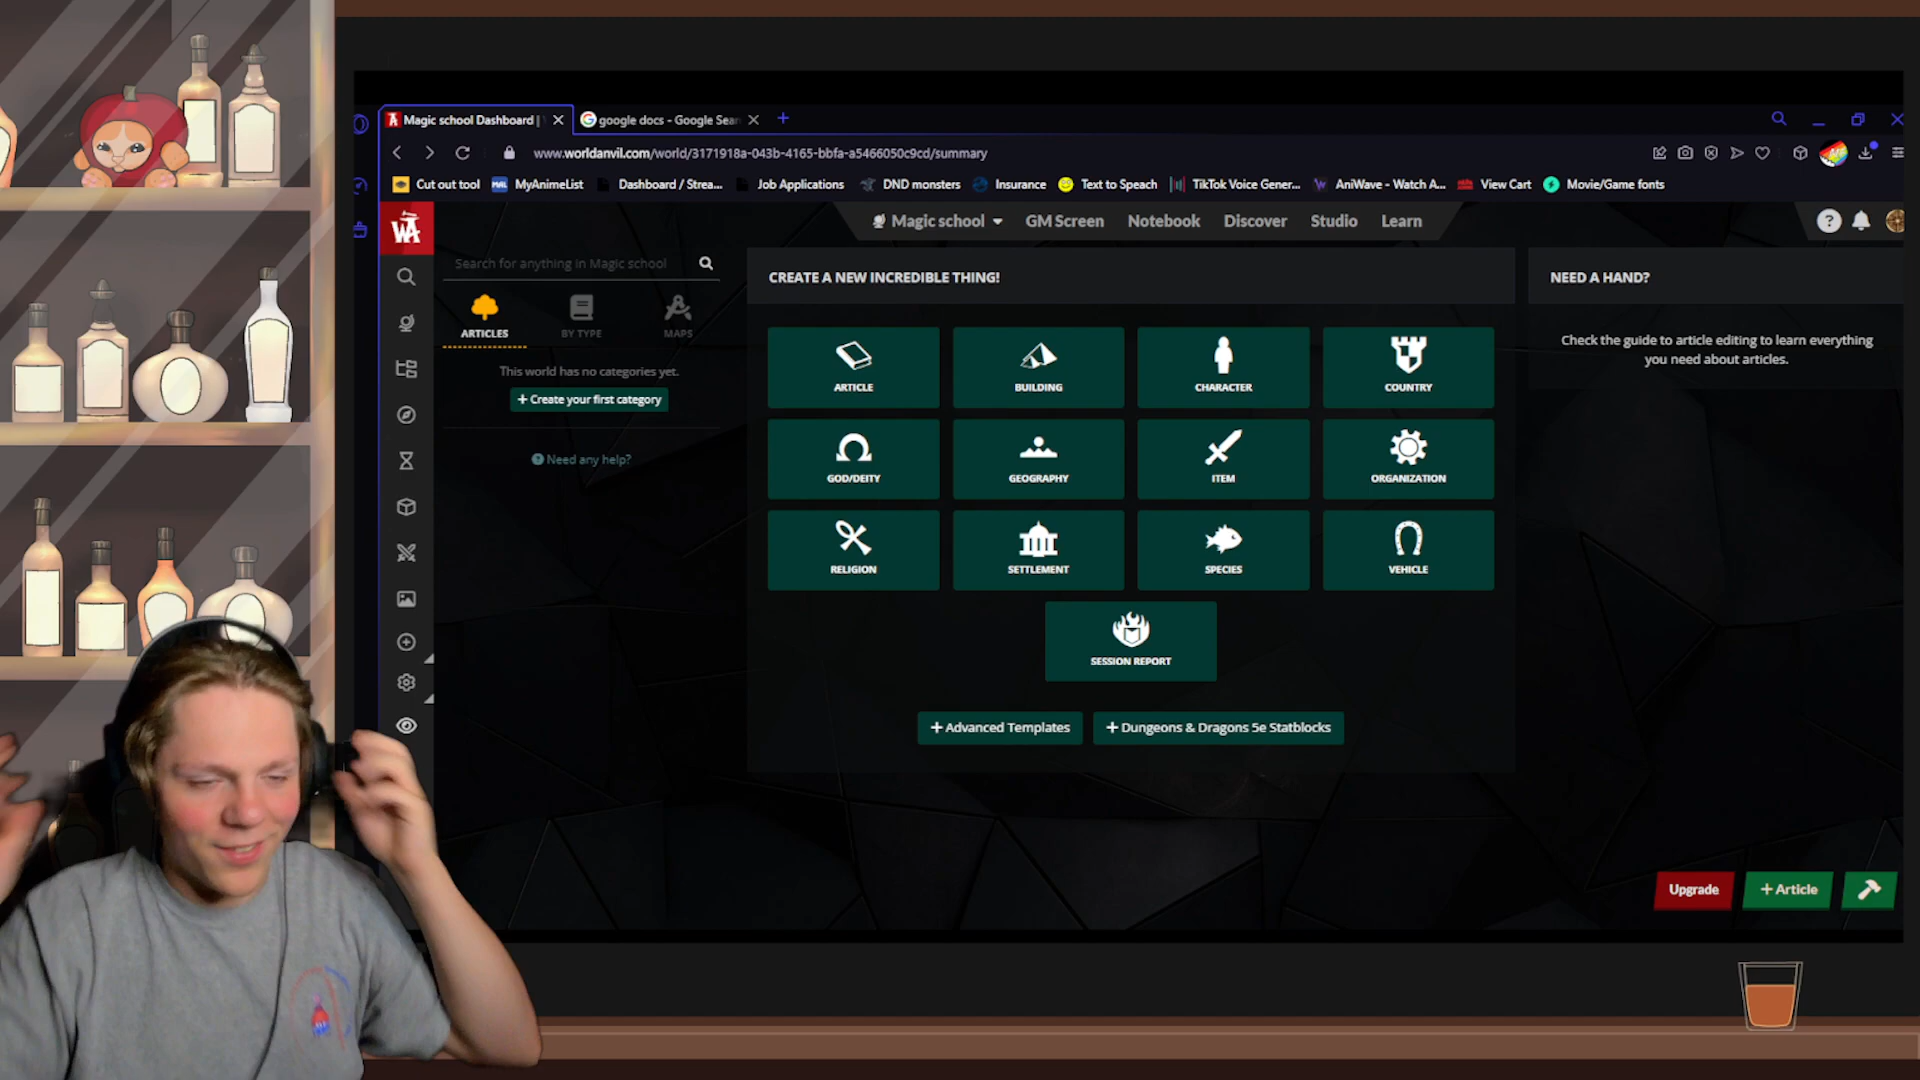 Magic school Dashboard |
google docs - Google Sear
www.worldanvil.com/world/3171918a-043b-4165-bbfa-a5466050c9cd/summary
Cut out tool
MAL MyAnimeList
Dashboard / Strea...
Job Applications
DND monsters
Insurance
Text to Speach
TikTok Voice Gener...
AniWave - Watch A...
View Cart
Movie/Game fonts
WA
Magic school
GM Screen
Notebook
Discover
Studio
Learn
Search for anything in Magic school
ARTICLES
BY TYPE
MAPS
This world has no categories yet.
+ Create your first category
Need any help?
CREATE A NEW INCREDIBLE THING!
ARTICLE
BUILDING
CHARACTER
COUNTRY
GOD/DEITY
GEOGRAPHY
ITEM
ORGANIZATION
RELIGION
SETTLEMENT
SPECIES
VEHICLE
SESSION REPORT
+ Advanced Templates
+ Dungeons & Dragons 5e Statblocks
NEED A HAND?
Check the guide to article editing to learn everything
you need about articles.
Upgrade
+ Article